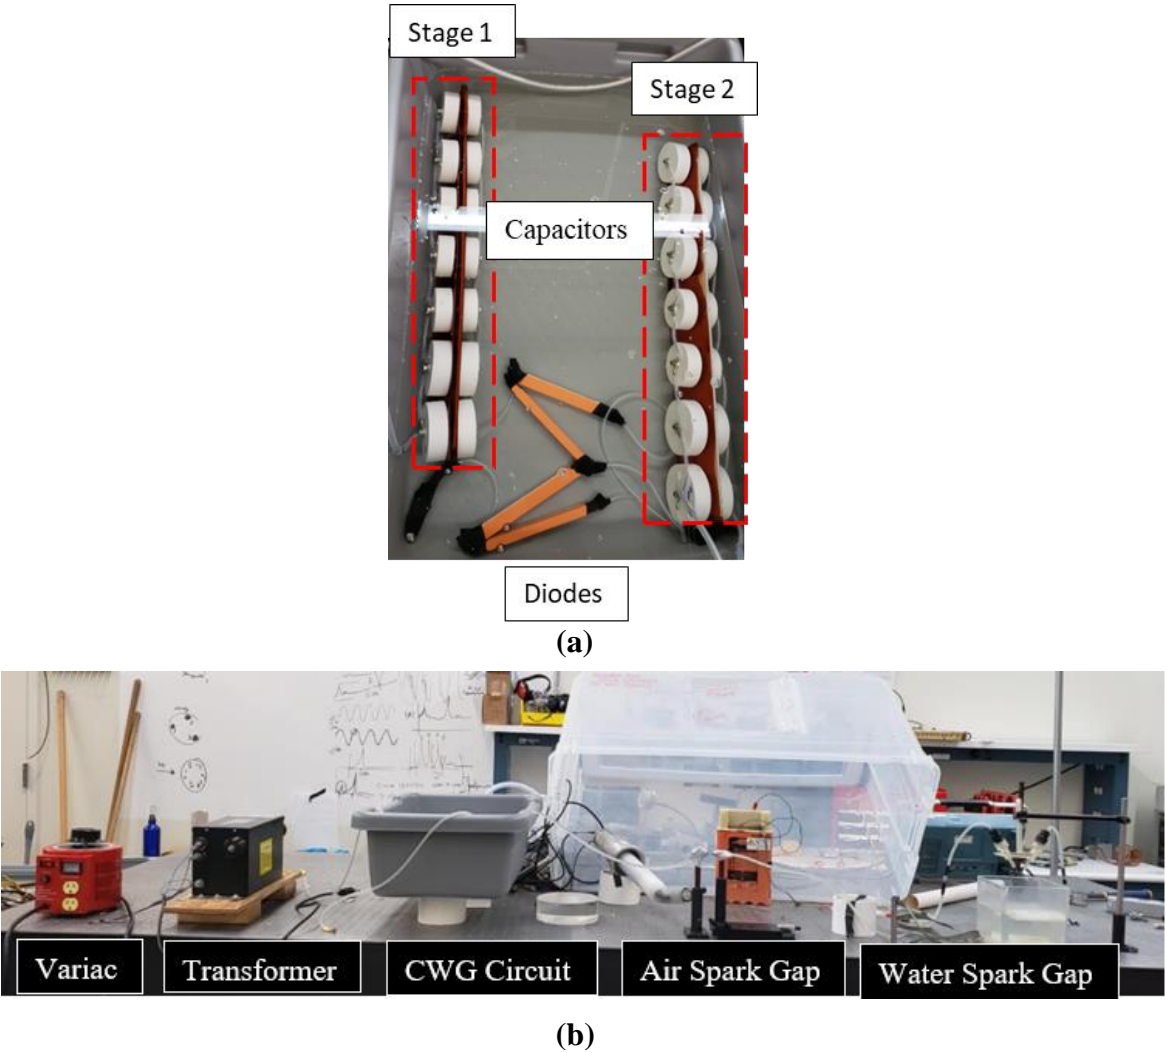 Stage 1
Stage 2
Capacitors
Diodes
(a)
Variac
Transformer
CWG Circuit
Air Spark Gap
Water Spark Gap
(b)